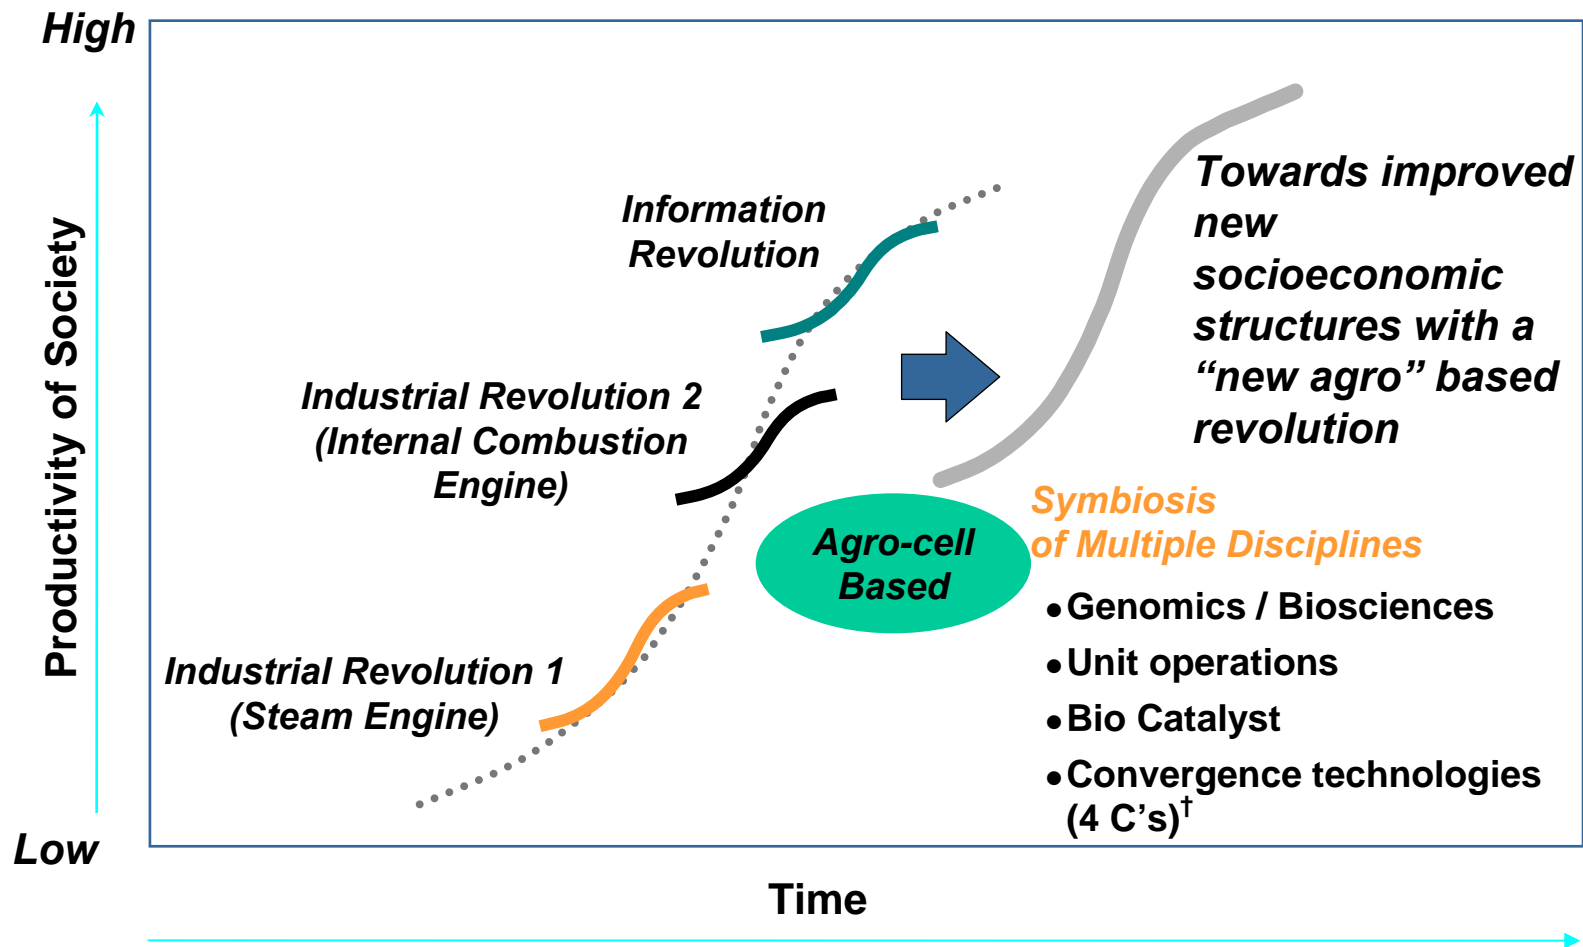 High
Productivity of Society
Low
Information
Revolution
Industrial Revolution 2
(Internal Combustion
Engine)
Industrial Revolution 1
(Steam Engine)
Towards improved
new
socioeconomic
structures with a
“new agro” based
revolution
Agro-cell
Based
Symbiosis
of Multiple Disciplines
• Genomics / Biosciences
• Unit operations
• Bio Catalyst
• Convergence technologies
(4 C’s)†
Time